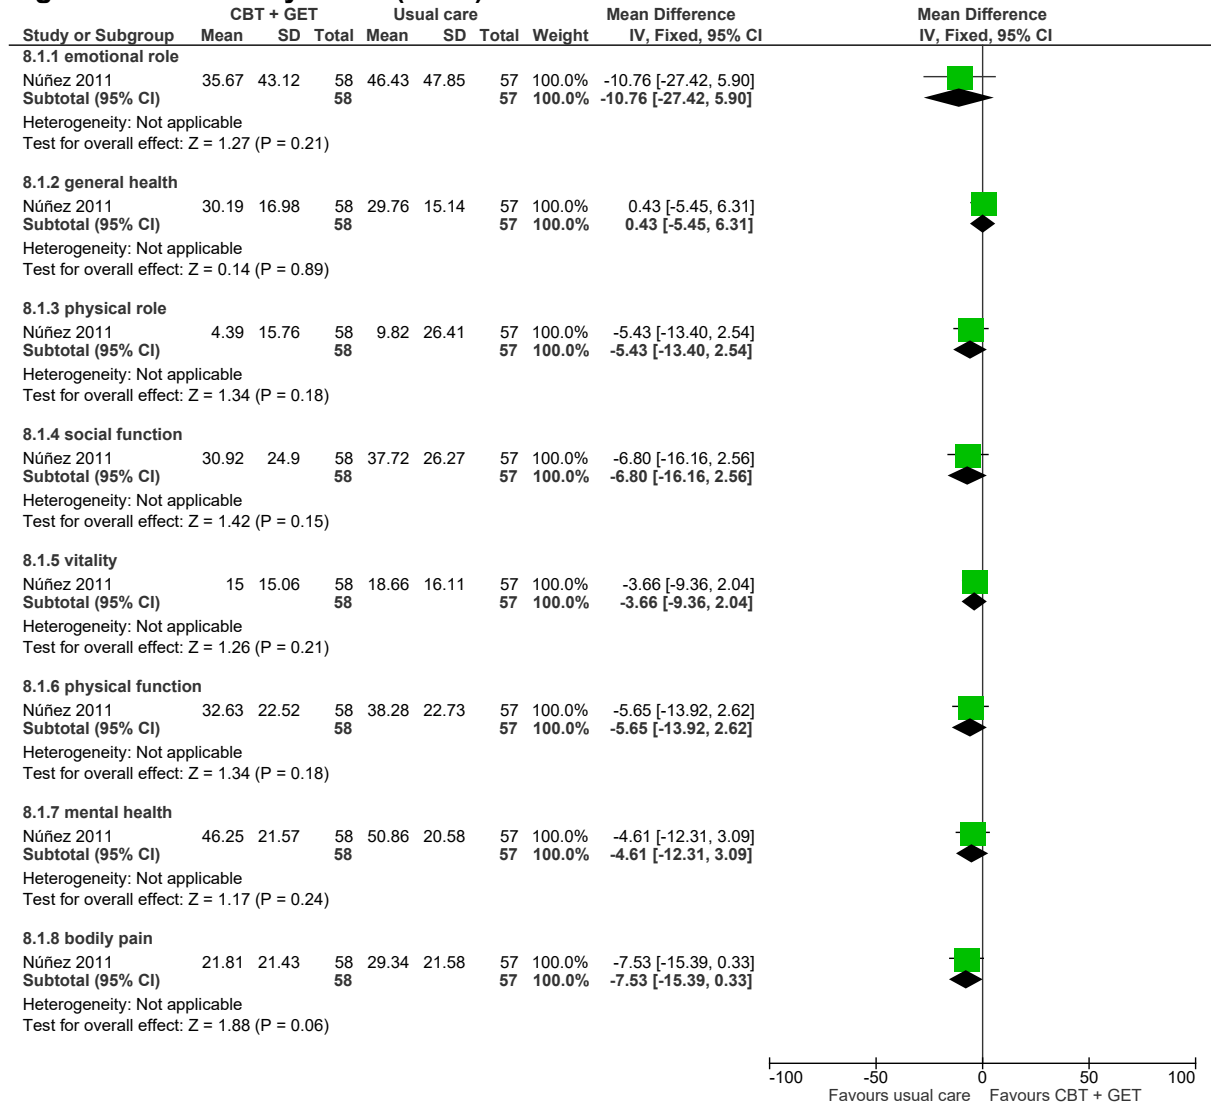 CBT + GET Usual care Mean Difference Mean Difference
Study or Subgroup Mean SD Total Mean SD Total Weight IV, Fixed, 95% CI IV, Fixed, 95% CI
8.1.1 emotional role
Núñez 2011 35.67 43.12 58 46.43 47.85 57 100.0% -10.76 [-27.42, 5.90]
Subtotal (95% CI) 58 57 100.0% -10.76 [-27.42, 5.90]
Heterogeneity: Not applicable
Test for overall effect: Z = 1.27 (P = 0.21)
8.1.2 general health
Núñez 2011 30.19 16.98 58 29.76 15.14 57 100.0% 0.43 [-5.45, 6.31]
Subtotal (95% CI) 58 57 100.0% 0.43 [-5.45, 6.31]
Heterogeneity: Not applicable
Test for overall effect: Z = 0.14 (P = 0.89)
8.1.3 physical role
Núñez 2011 4.39 15.76 58 9.82 26.41 57 100.0% -5.43 [-13.40, 2.54]
Subtotal (95% CI) 58 57 100.0% -5.43 [-13.40, 2.54]
Heterogeneity: Not applicable
Test for overall effect: Z = 1.34 (P = 0.18)
8.1.4 social function
Núñez 2011 30.92 24.9 58 37.72 26.27 57 100.0% -6.80 [-16.16, 2.56]
Subtotal (95% CI) 58 57 100.0% -6.80 [-16.16, 2.56]
Heterogeneity: Not applicable
Test for overall effect: Z = 1.42 (P = 0.15)
8.1.5 vitality
Núñez 2011 15 15.06 58 18.66 16.11 57 100.0% -3.66 [-9.36, 2.04]
Subtotal (95% CI) 58 57 100.0% -3.66 [-9.36, 2.04]
Heterogeneity: Not applicable
Test for overall effect: Z = 1.26 (P = 0.21)
8.1.6 physical function
Núñez 2011 32.63 22.52 58 38.28 22.73 57 100.0% -5.65 [-13.92, 2.62]
Subtotal (95% CI) 58 57 100.0% -5.65 [-13.92, 2.62]
Heterogeneity: Not applicable
Test for overall effect: Z = 1.34 (P = 0.18)
8.1.7 mental health
Núñez 2011 46.25 21.57 58 50.86 20.58 57 100.0% -4.61 [-12.31, 3.09]
Subtotal (95% CI) 58 57 100.0% -4.61 [-12.31, 3.09]
Heterogeneity: Not applicable
Test for overall effect: Z = 1.17 (P = 0.24)
8.1.8 bodily pain
Núñez 2011 21.81 21.43 58 29.34 21.58 57 100.0% -7.53 [-15.39, 0.33]
Subtotal (95% CI) 58 57 100.0% -7.53 [-15.39, 0.33]
Heterogeneity: Not applicable
Test for overall effect: Z = 1.88 (P = 0.06)
-100 -50 0 50 100
Favours usual care Favours CBT + GET